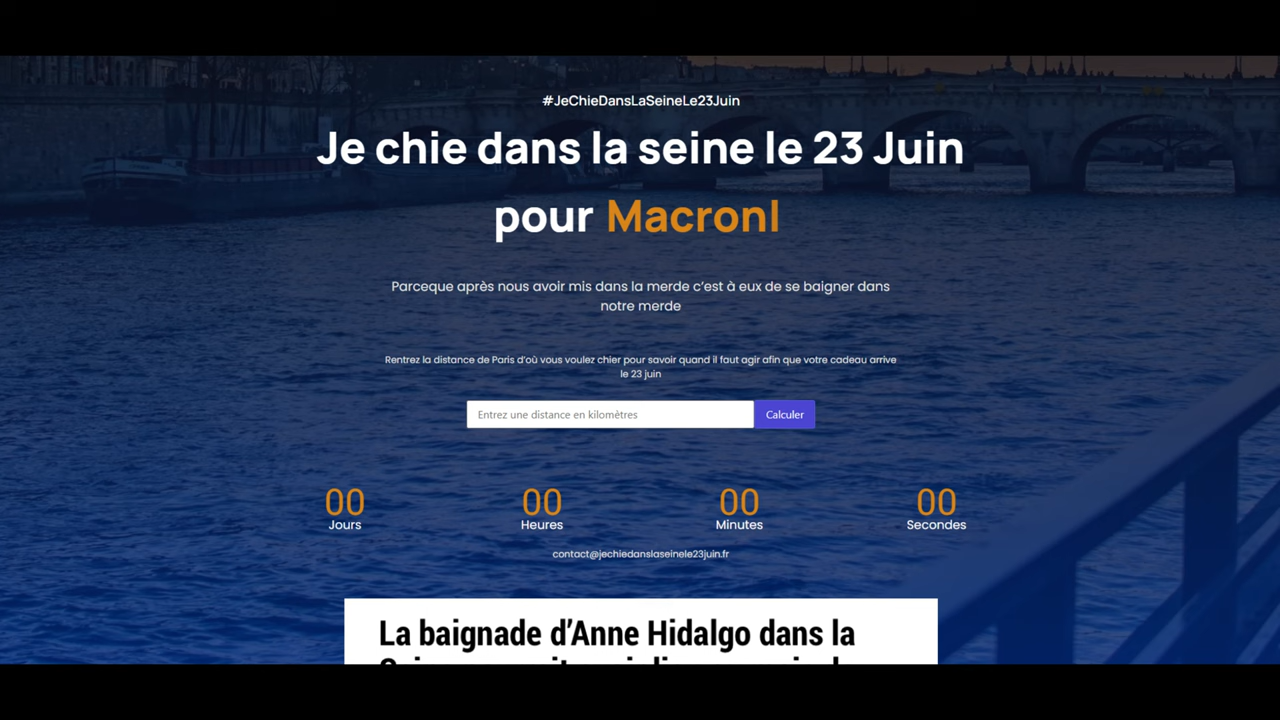 #JeChieDansLaSeineLe23Juin
Je chie dans la seine le 23 Juin
pour Macron
Parceque après nous avoir mis dans la merde c’est à eux de se baigner dans
notre merde
Rentrez la distance de Paris d’où vous voulez chier pour savoir quand il faut agir afin que votre cadeau arrive
le 23 juin
Entrez une distance en kilomètres
Calculer
00 00 00 00
Jours Heures Minutes Secondes
contact@jechiedanslaseinele23juin.fr
La baignade d’Anne Hidalgo dans la